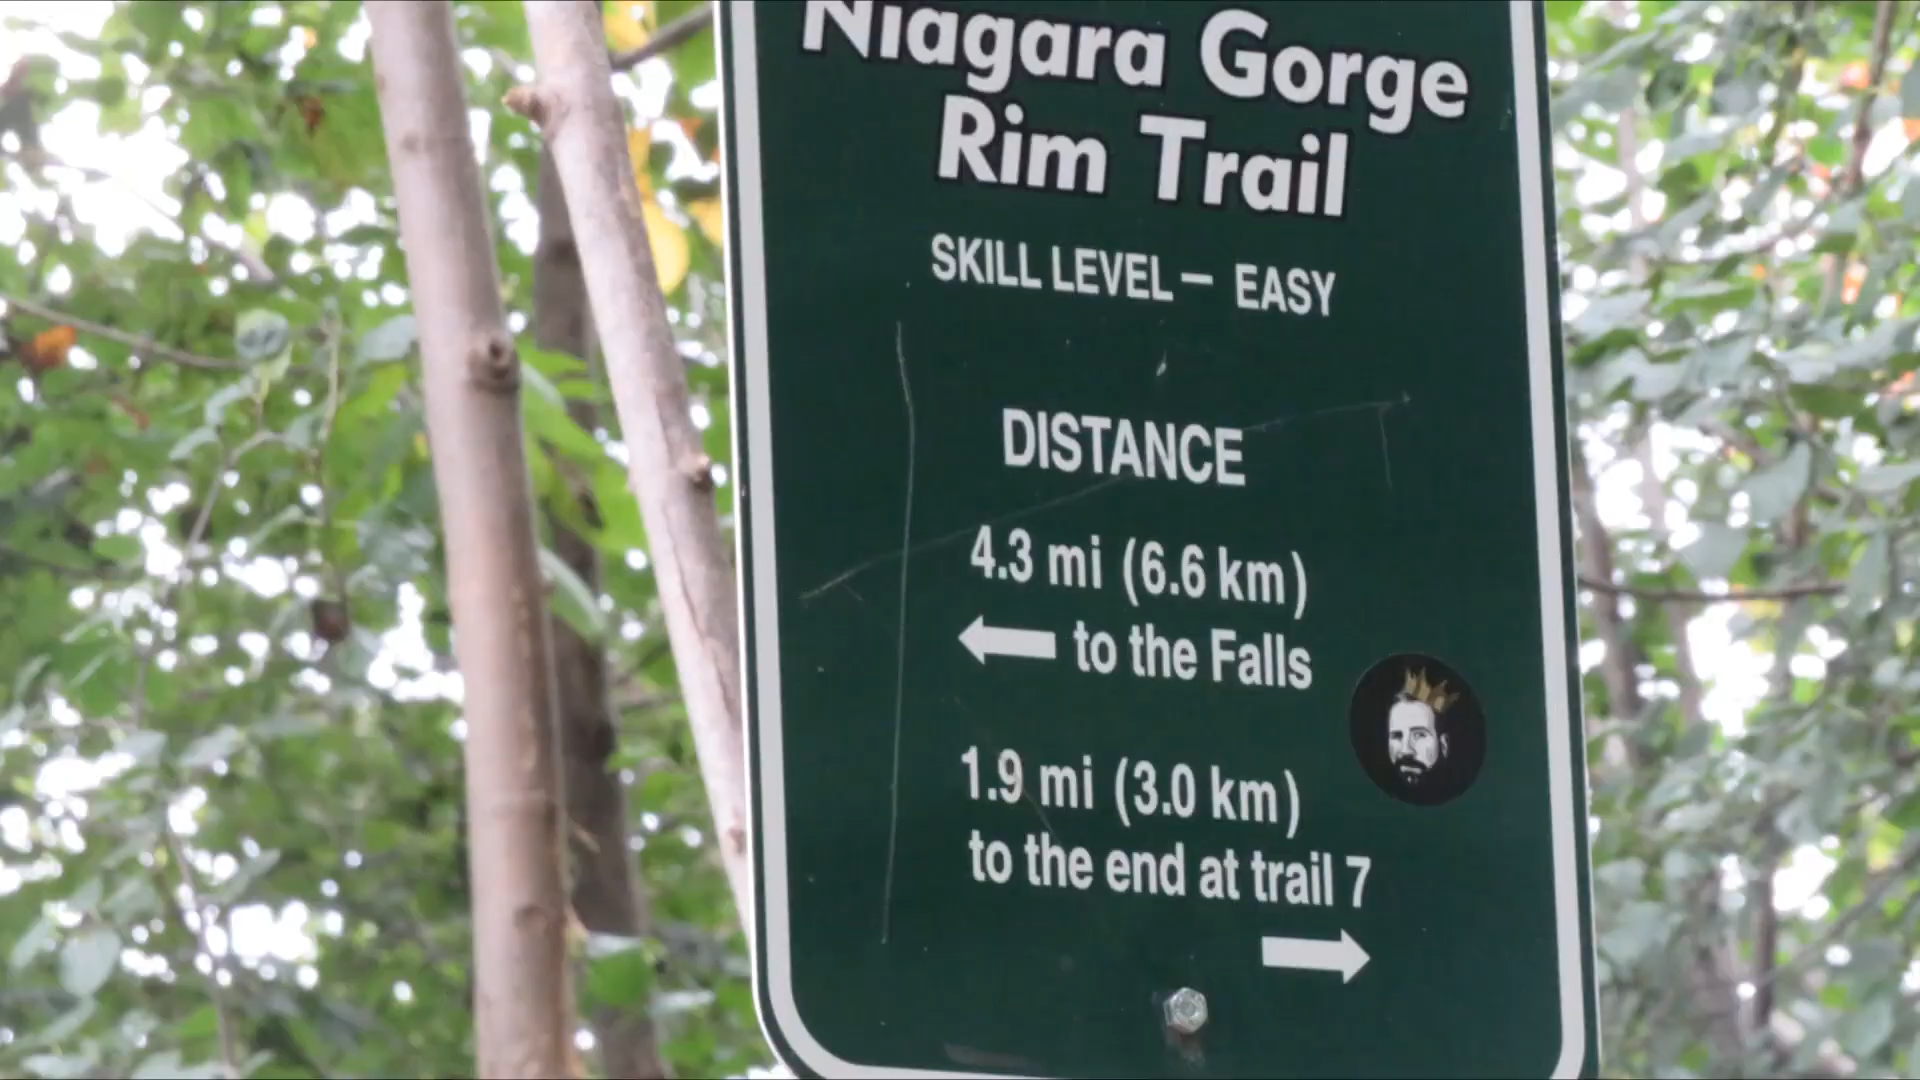 Niagara Gorge
Rim Trail
SKILL LEVEL – EASY
DISTANCE
4.3 mi (6.6 km)
to the Falls
1.9 mi (3.0 km)
to the end at trail 7